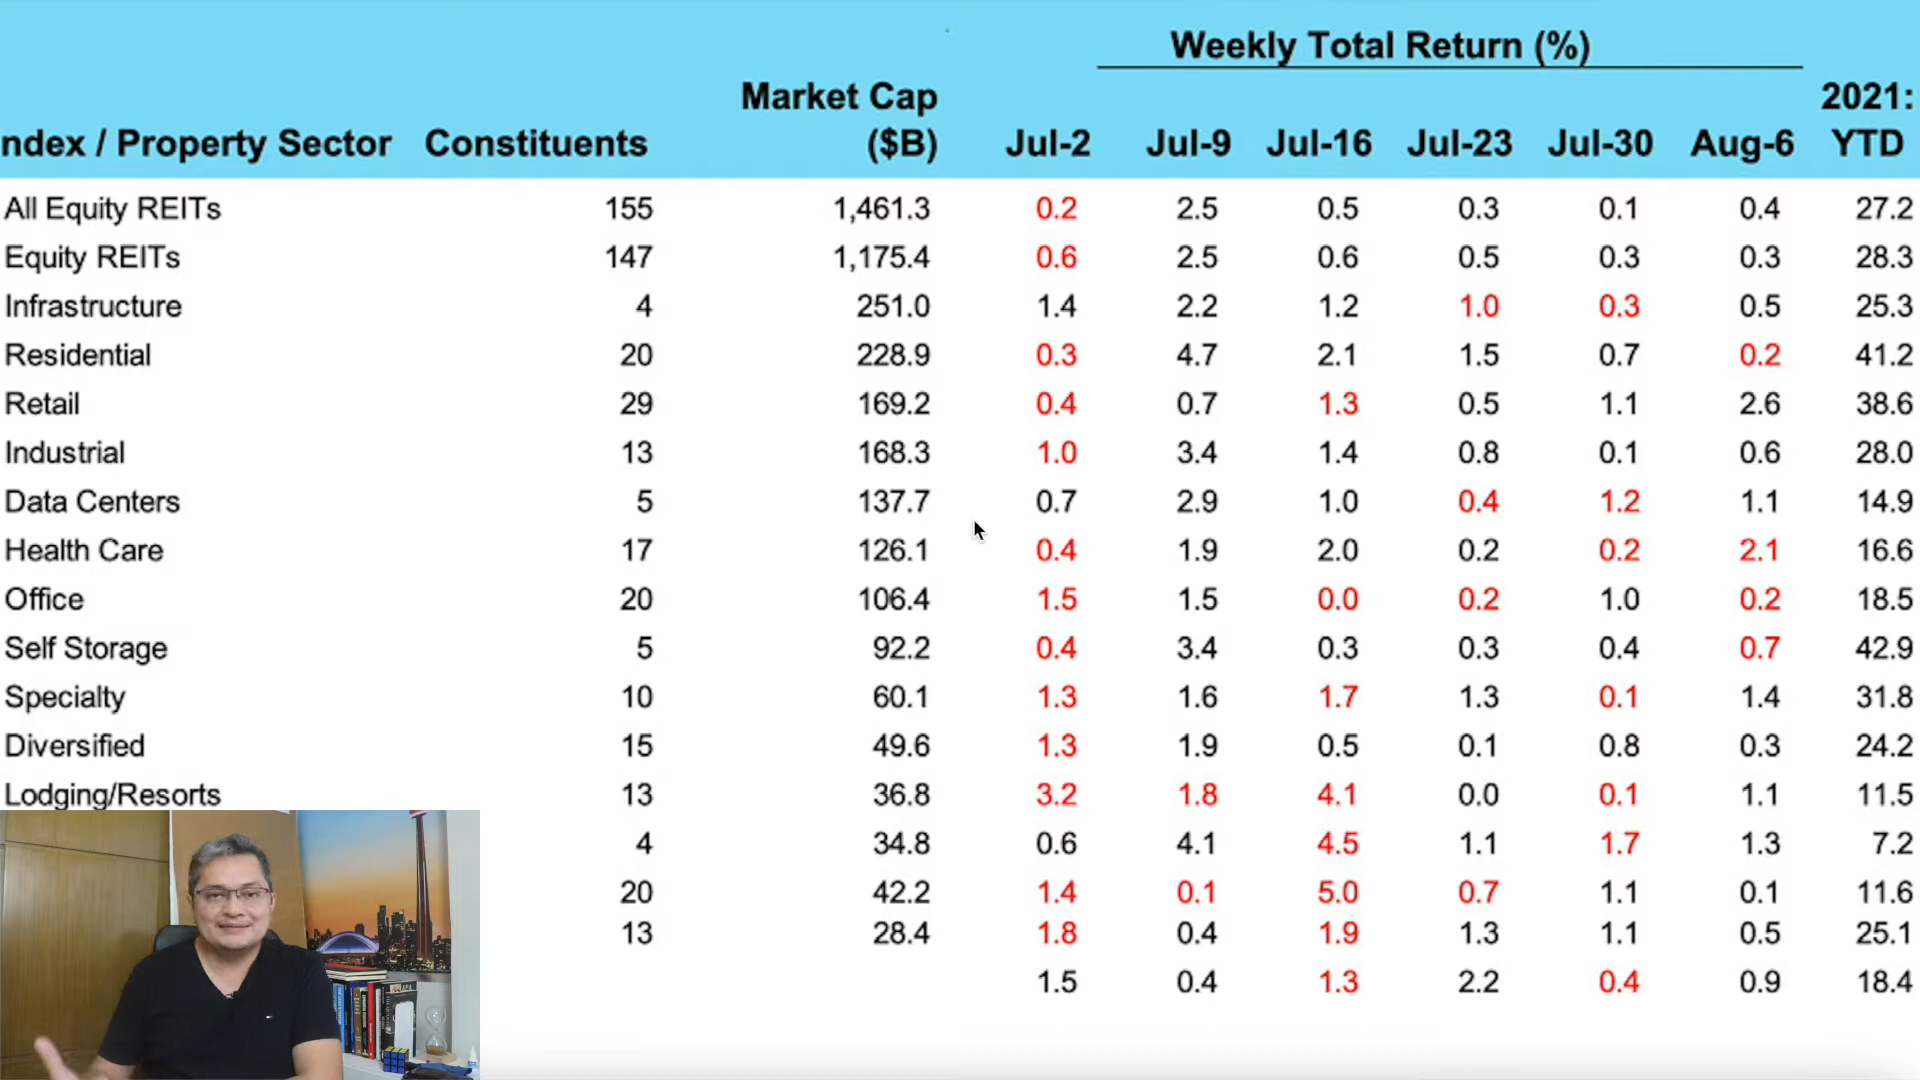 Weekly Total Return (%)
Market Cap 2021:
ndex / Property Sector Constituents ($B) Jul-2 Jul-9 Jul-16 Jul-23 Jul-30 Aug-6 YTD
All Equity REITs 155 1,461.3 0.2 2.5 0.5 0.3 0.1 0.4 27.2
Equity REITs 147 1,175.4 0.6 2.5 0.6 0.5 0.3 0.3 28.3
Infrastructure 4 251.0 1.4 2.2 1.2 1.0 0.3 0.5 25.3
Residential 20 228.9 0.3 4.7 2.1 1.5 0.7 0.2 41.2
Retail 29 169.2 0.4 0.7 1.3 0.5 1.1 2.6 38.6
Industrial 13 168.3 1.0 3.4 1.4 0.8 0.1 0.6 28.0
Data Centers 5 137.7 0.7 2.9 1.0 0.4 1.2 1.1 14.9
Health Care 17 126.1 0.4 1.9 2.0 0.2 0.2 2.1 16.6
Office 20 106.4 1.5 1.5 0.0 0.2 1.0 0.2 18.5
Self Storage 5 92.2 0.4 3.4 0.3 0.3 0.4 0.7 42.9
Specialty 10 60.1 1.3 1.6 1.7 1.3 0.1 1.4 31.8
Diversified 15 49.6 1.3 1.9 0.5 0.1 0.8 0.3 24.2
Lodging/Resorts 13 36.8 3.2 1.8 4.1 0.0 0.1 1.1 11.5
4 34.8 0.6 4.1 4.5 1.1 1.7 1.3 7.2
20 42.2 1.4 0.1 5.0 0.7 1.1 0.1 11.6
13 28.4 1.8 0.4 1.9 1.3 1.1 0.5 25.1
1.5 0.4 1.3 2.2 0.4 0.9 18.4